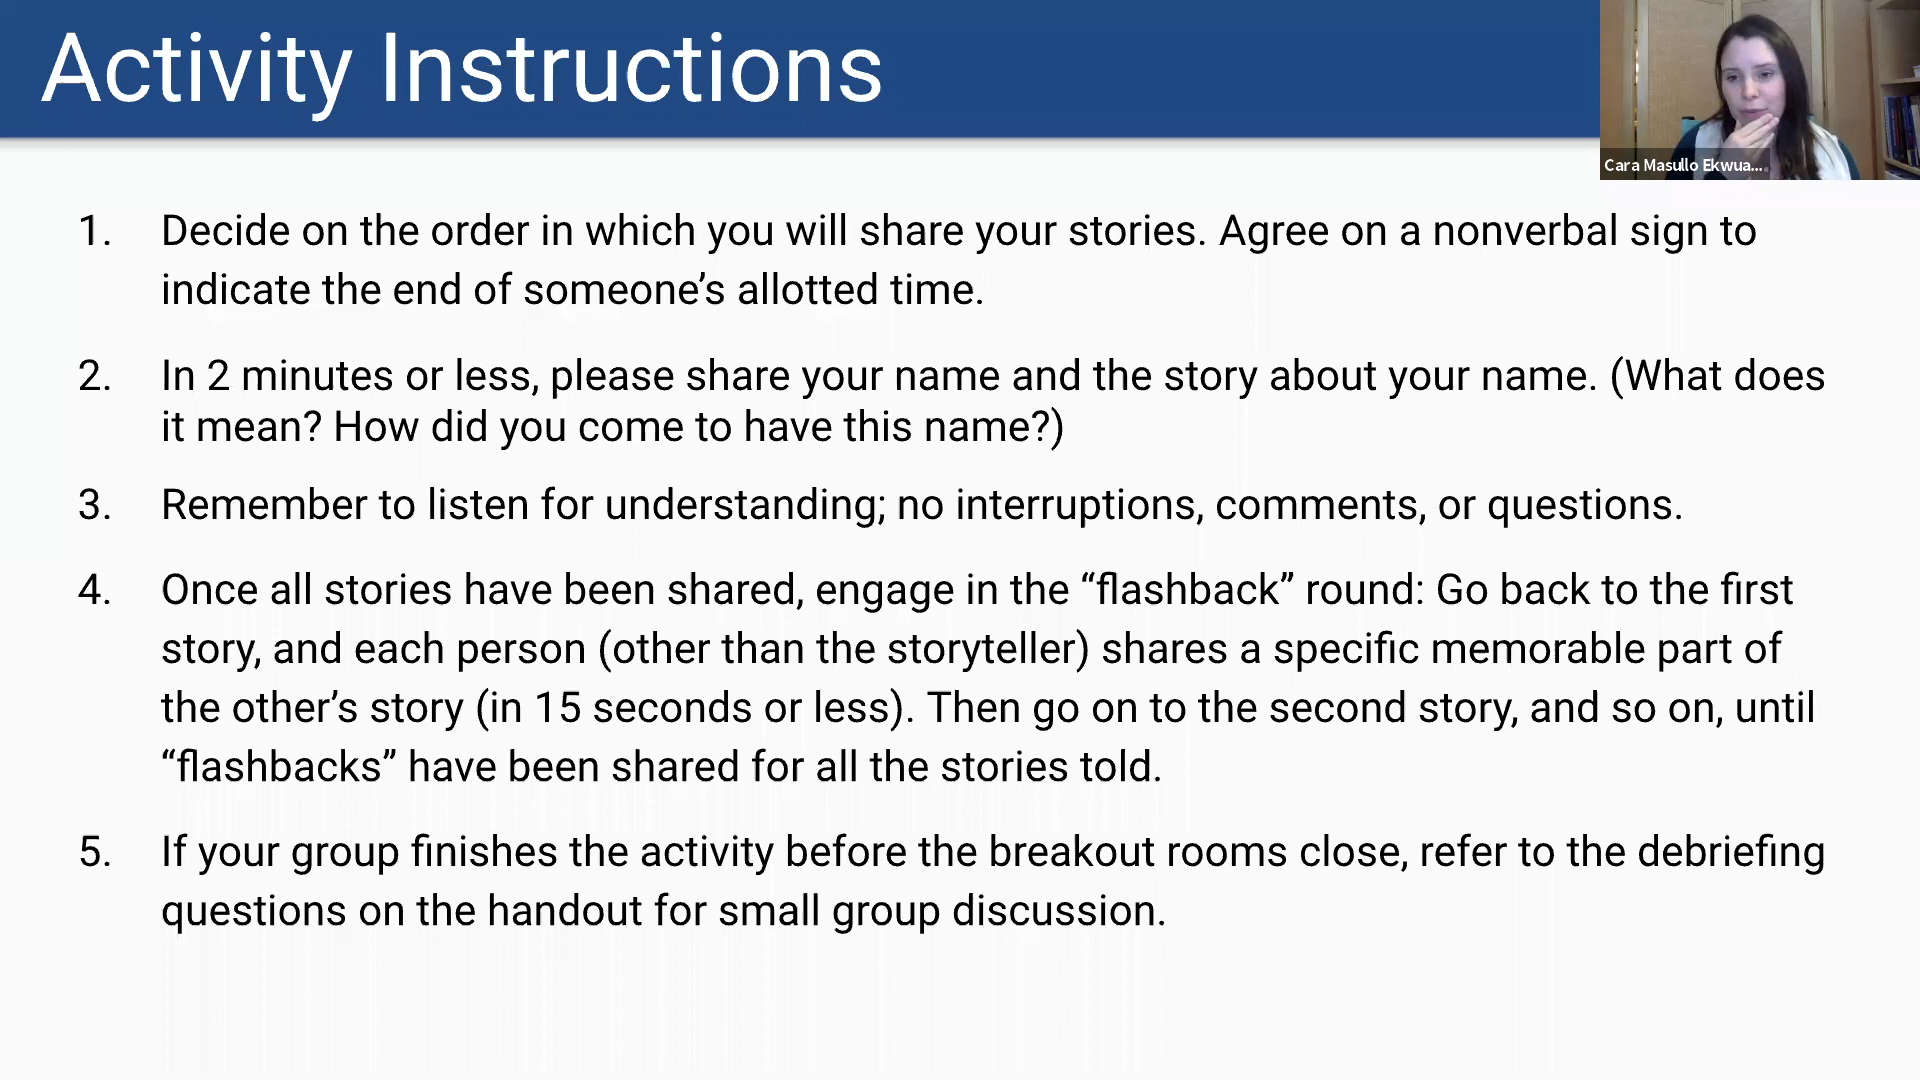 Activity Instructions
Cara Masullo Ekwua...
1. Decide on the order in which you will share your stories. Agree on a nonverbal sign to
indicate the end of someone’s allotted time.
2. In 2 minutes or less, please share your name and the story about your name. (What does
it mean? How did you come to have this name?)
3. Remember to listen for understanding; no interruptions, comments, or questions.
4. Once all stories have been shared, engage in the “flashback” round: Go back to the first
story, and each person (other than the storyteller) shares a specific memorable part of
the other’s story (in 15 seconds or less). Then go on to the second story, and so on, until
“flashbacks” have been shared for all the stories told.
5. If your group finishes the activity before the breakout rooms close, refer to the debriefing
questions on the handout for small group discussion.